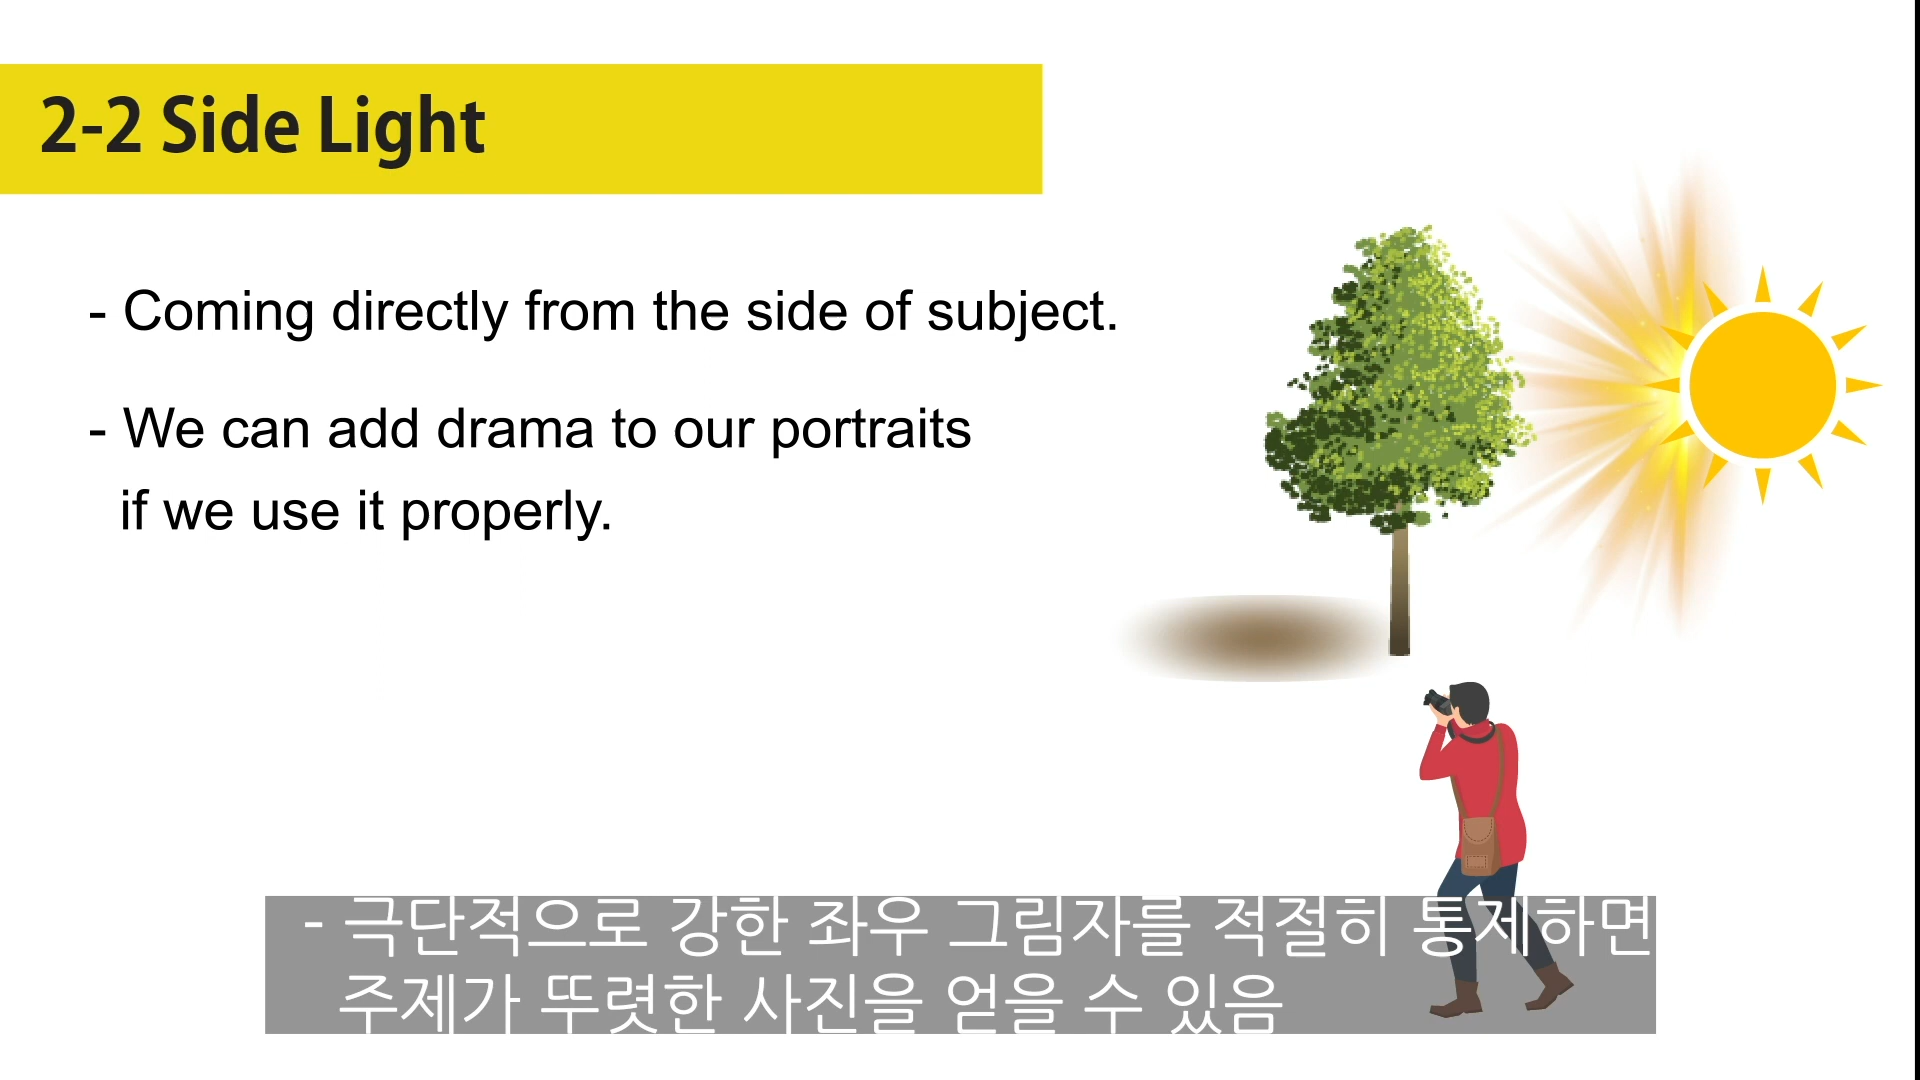 2-2 Side Light
- Coming directly from the side of subject.
- We can add drama to our portraits
if we use it properly.
- 극단적으로 강한 좌우 그림자를 적절히 통제하면
주제가 뚜렷한 사진을 얻을 수 있음